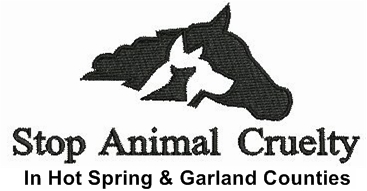 Stop Animal Cruelty
In Hot Spring & Garland Counties